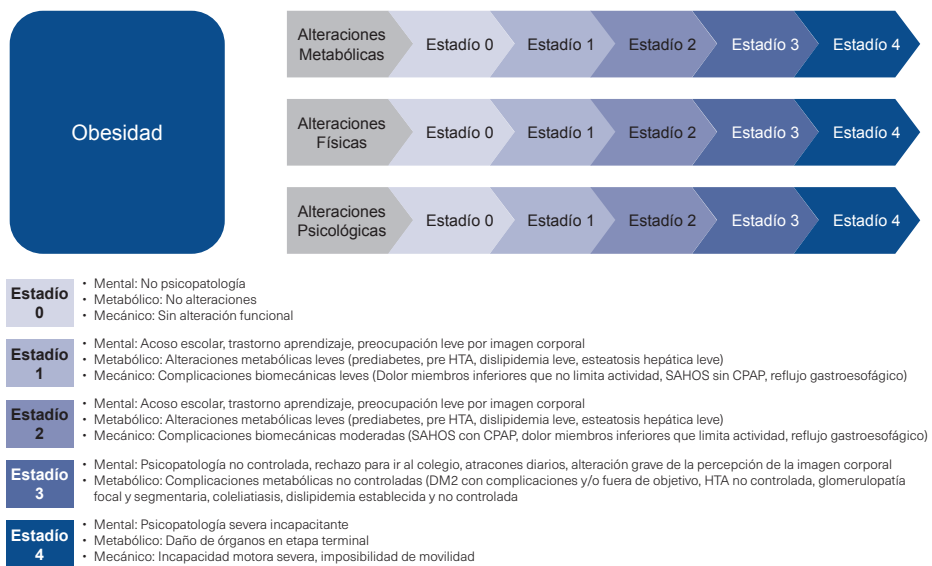 Obesidad
Alteraciones
Metabólicas
Estadío 0
Estadío 1
Estadío 2
Estadío 3
Estadío 4
Alteraciones
Físicas
Estadío 0
Estadío 1
Estadío 2
Estadío 3
Estadío 4
Alteraciones
Psicológicas
Estadío 0
Estadío 1
Estadío 2
Estadío 3
Estadío 4
Estadío
0
• Mental: No psicopatología
• Metabólico: No alteraciones
• Mecánico: Sin alteración funcional
Estadío
1
• Mental: Acoso escolar, trastorno aprendizaje, preocupación leve por imagen corporal
• Metabólico: Alteraciones metabólicas leves (prediabetes, pre HTA, dislipidemia leve, esteatosis hepática leve)
• Mecánico: Complicaciones biomecánicas leves (Dolor miembros inferiores que no limita actividad, SAHOS sin CPAP, reflujo gastroesofágico)
Estadío
2
• Mental: Acoso escolar, trastorno aprendizaje, preocupación leve por imagen corporal
• Metabólico: Alteraciones metabólicas leves (prediabetes, pre HTA, dislipidemia leve, esteatosis hepática leve)
• Mecánico: Complicaciones biomecánicas moderadas (SAHOS con CPAP, dolor miembros inferiores que limita actividad, reflujo gastroesofágico)
Estadío
3
• Mental: Psicopatología no controlada, rechazo para ir al colegio, atracones diarios, alteración grave de la percepción de la imagen corporal
• Metabólico: Complicaciones metabólicas no controladas (DM2 con complicaciones y/o fuera de objetivo, HTA no controlada, glomerulopatía
focal y segmentaria, coleliatiasis, dislipidemia establecida y no controlada
Estadío
4
• Mental: Psicopatología severa incapacitante
• Metabólico: Daño de órganos en etapa terminal
• Mecánico: Incapacidad motora severa, imposibilidad de movilidad